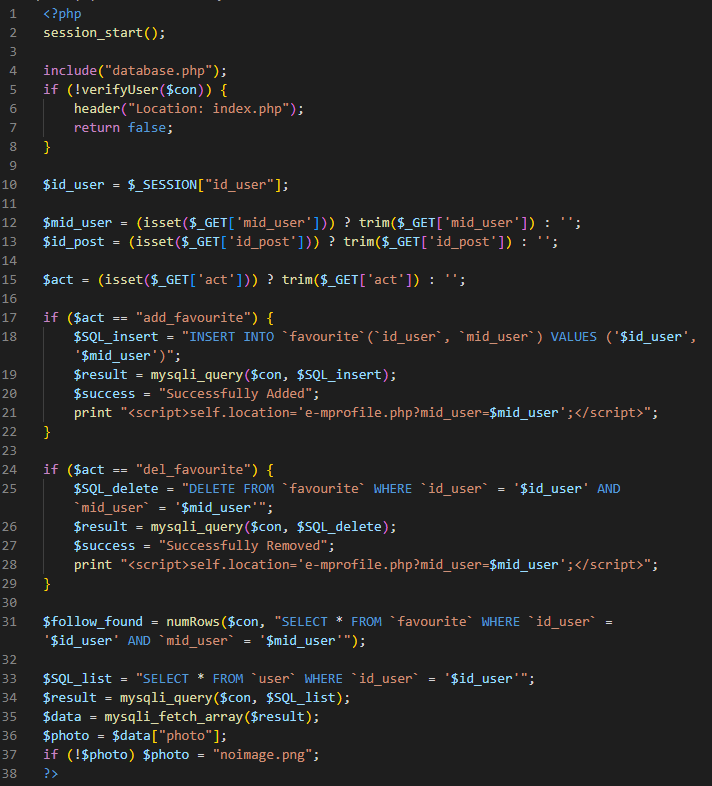 1 <?php
2 session_start();
3
4 include("database.php");
5 if (!verifyUser($con)) {
6     header("Location: index.php");
7     return false;
8 }
9
10 $id_user = $_SESSION["id_user"];
11
12 $mid_user = (isset($_GET['mid_user'])) ? trim($_GET['mid_user']) : '';
13 $id_post = (isset($_GET['id_post'])) ? trim($_GET['id_post']) : '';
14
15 $act = (isset($_GET['act'])) ? trim($_GET['act']) : '';
16
17 if ($act == "add_favourite") {
18     $SQL_insert = "INSERT INTO `favourite`(`id_user`, `mid_user`) VALUES ('$id_user',
    '$mid_user')";
19     $result = mysqli_query($con, $SQL_insert);
20     $success = "Successfully Added";
21     print "<script>self.location='e-mprofile.php?mid_user=$mid_user';</script>";
22 }
23
24 if ($act == "del_favourite") {
25     $SQL_delete = "DELETE FROM `favourite` WHERE `id_user` = '$id_user' AND
    `mid_user` = '$mid_user'";
26     $result = mysqli_query($con, $SQL_delete);
27     $success = "Successfully Removed";
28     print "<script>self.location='e-mprofile.php?mid_user=$mid_user';</script>";
29 }
30
31 $follow_found = numRows($con, "SELECT * FROM `favourite` WHERE `id_user` =
'$id_user' AND `mid_user` = '$mid_user'");
32
33 $SQL_list = "SELECT * FROM `user` WHERE `id_user` = '$id_user'";
34 $result = mysqli_query($con, $SQL_list);
35 $data = mysqli_fetch_array($result);
36 $photo = $data["photo"];
37 if (!$photo) $photo = "noimage.png";
38 ?>